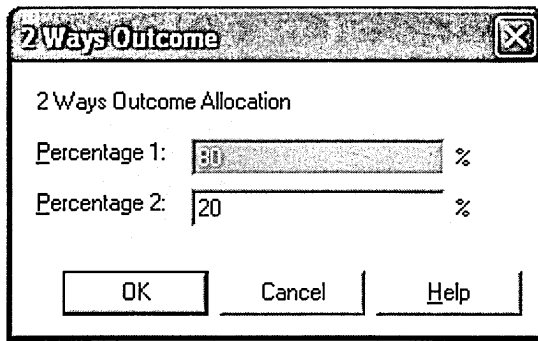 2 Ways Outcome
2 Ways Outcome Allocation
Percentage 1: 80 %
Percentage 2: 20 %
OK Cancel Help